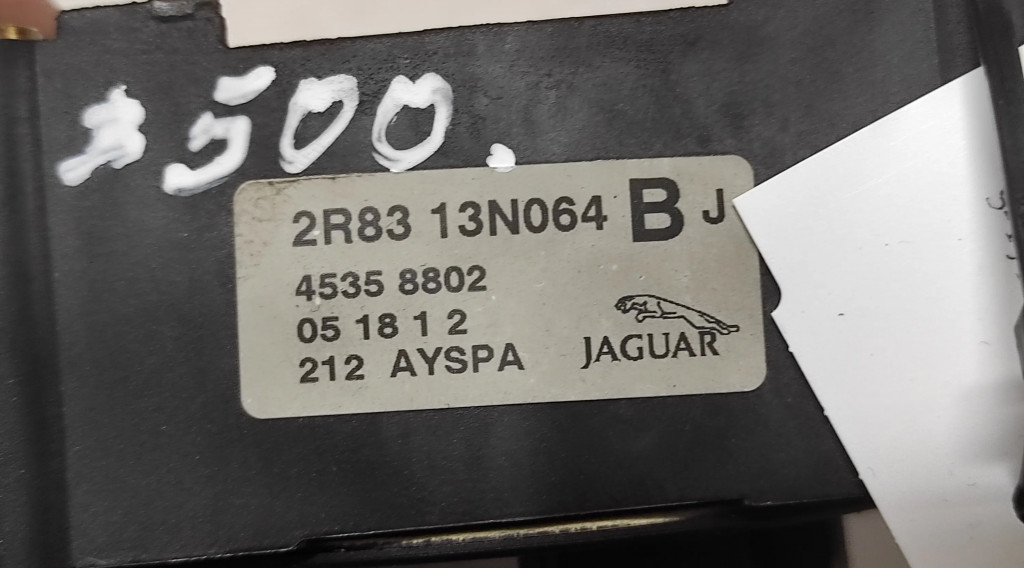 $500.
2R83 13N064 B J
4535 8802
05 18 1 2
212 AYSPA
JAGUAR